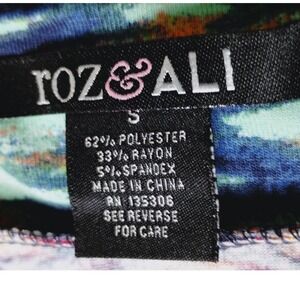 roz&ALI
S
62% POLYESTER
33% RAYON
5% SPANDEX
MADE IN CHINA
RN 135306
SEE REVERSE
FOR CARE